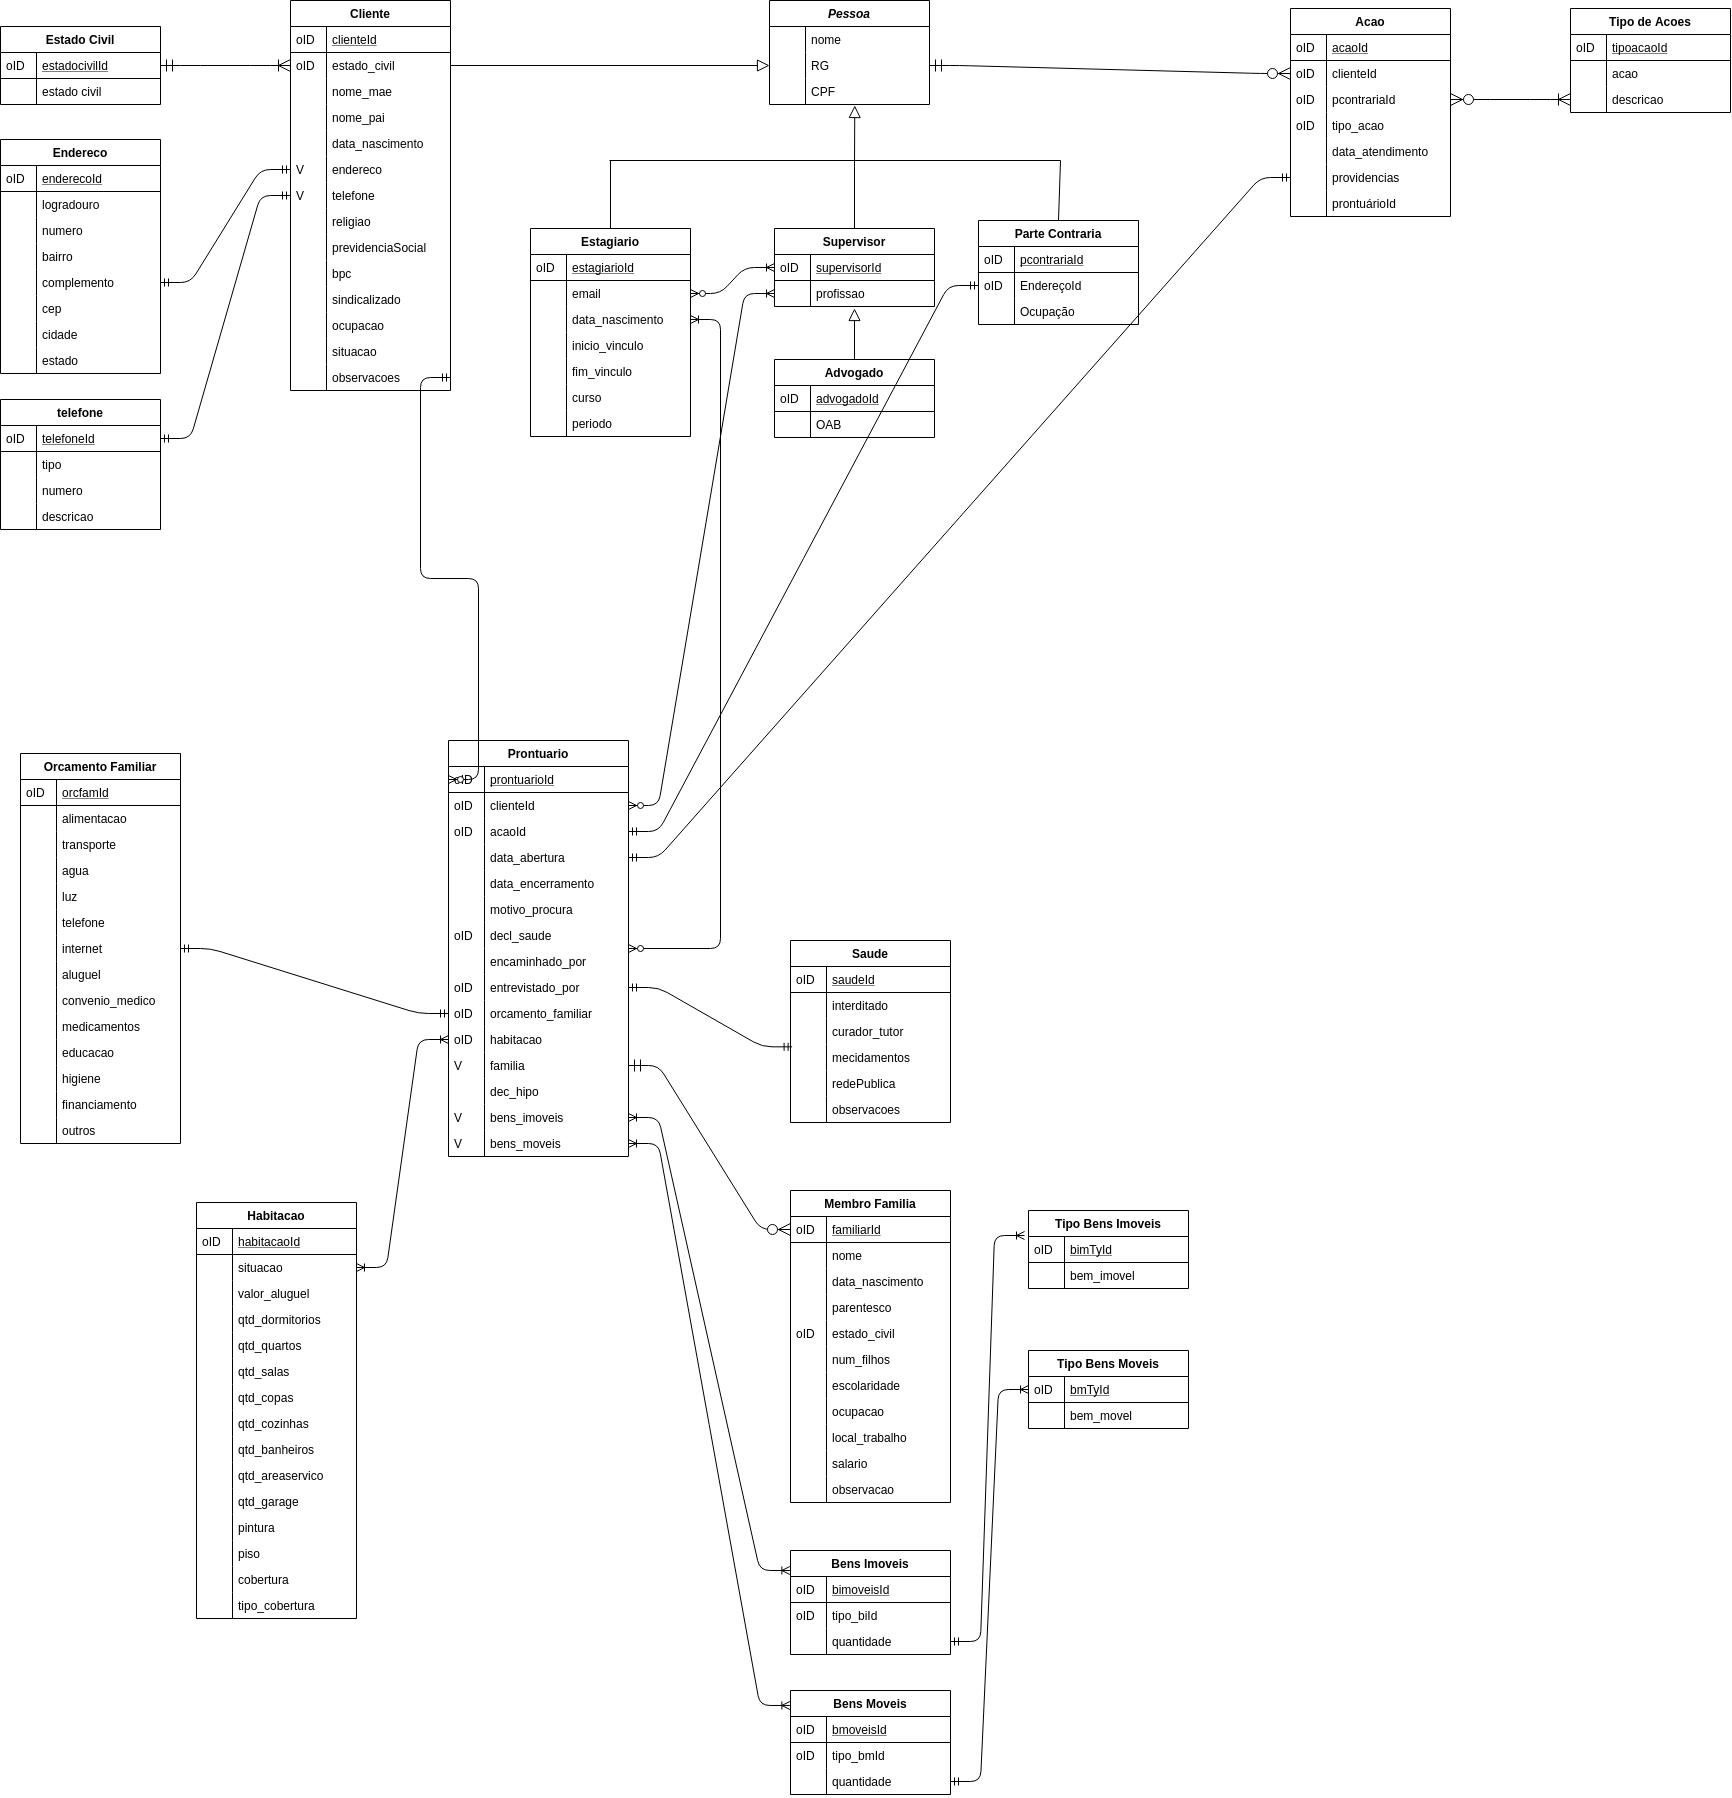 Estado Civil
oID estadocivilId
estado civil
Endereco
oID enderecoId
logradouro
numero
bairro
complemento
cep
cidade
estado
telefone
oID telefoneId
tipo
numero
descricao
Cliente
oID clienteId
oID estado_civil
nome_mae
nome_pai
data_nascimento
V endereco
V telefone
religiao
previdenciaSocial
bpc
sindicalizado
ocupacao
situacao
observacoes
Pessoa
nome
RG
CPF
Acao
oID acaoId
oID clienteId
oID pcontrariaId
oID tipo_acao
data_atendimento
providencias
prontuárioId
Tipo de Acoes
oID tipoacaoId
acao
descricao
Estagiario
oID estagiarioId
email
data_nascimento
inicio_vinculo
fim_vinculo
curso
periodo
Supervisor
oID supervisorId
profissao
Parte Contraria
oID pcontrariaId
oID EndereçoId
Ocupação
Advogado
oID advogadoId
OAB
Orcamento Familiar
oID orcfamId
alimentacao
transporte
agua
luz
telefone
internet
aluguel
convenio_medico
medicamentos
educacao
higiene
financiamento
outros
Prontuario
oID prontuarioId
oID clienteId
oID acaoId
data_abertura
data_encerramento
motivo_procura
oID decl_saude
encaminhado_por
oID entrevistado_por
oID orcamento_familiar
oID habitacao
V familia
dec_hipo
V bens_imoveis
V bens_moveis
Saude
oID saudeId
interditado
curador_tutor
mecidamentos
redePublica
observacoes
Habitacao
oID habitacaoId
situacao
valor_aluguel
qtd_dormitorios
qtd_quartos
qtd_salas
qtd_copas
qtd_cozinhas
qtd_banheiros
qtd_areaservico
qtd_garage
pintura
piso
cobertura
tipo_cobertura
Membro Familia
oID familiarId
nome
data_nascimento
parentesco
oID estado_civil
num_filhos
escolaridade
ocupacao
local_trabalho
salario
observacao
Tipo Bens Imoveis
oID bimTyId
bem_imovel
Tipo Bens Moveis
oID bmTyId
bem_movel
Bens Imoveis
oID bimoveisId
oID tipo_biId
quantidade
Bens Moveis
oID bmoveisId
oID tipo_bmId
quantidade